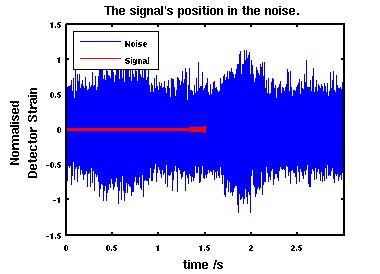 The signal's position in the noise.
1.5
Noise
Signal
1
0.5
0
-0.5
-1
-1.5
Normalised
Detector Strain
0 0.5 1 1.5 2 2.5
time /s